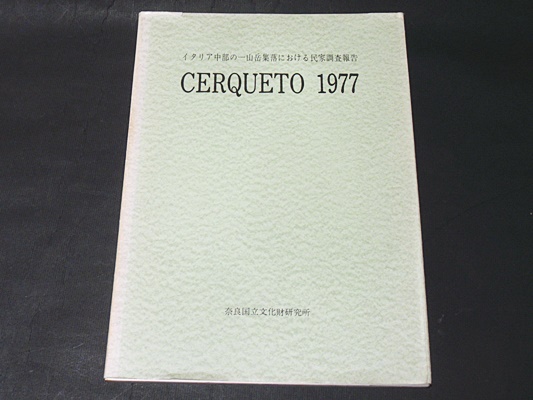 イタリア中部の一山岳集落における民家調査報告
CERQUETO 1977
奈良国立文化財研究所